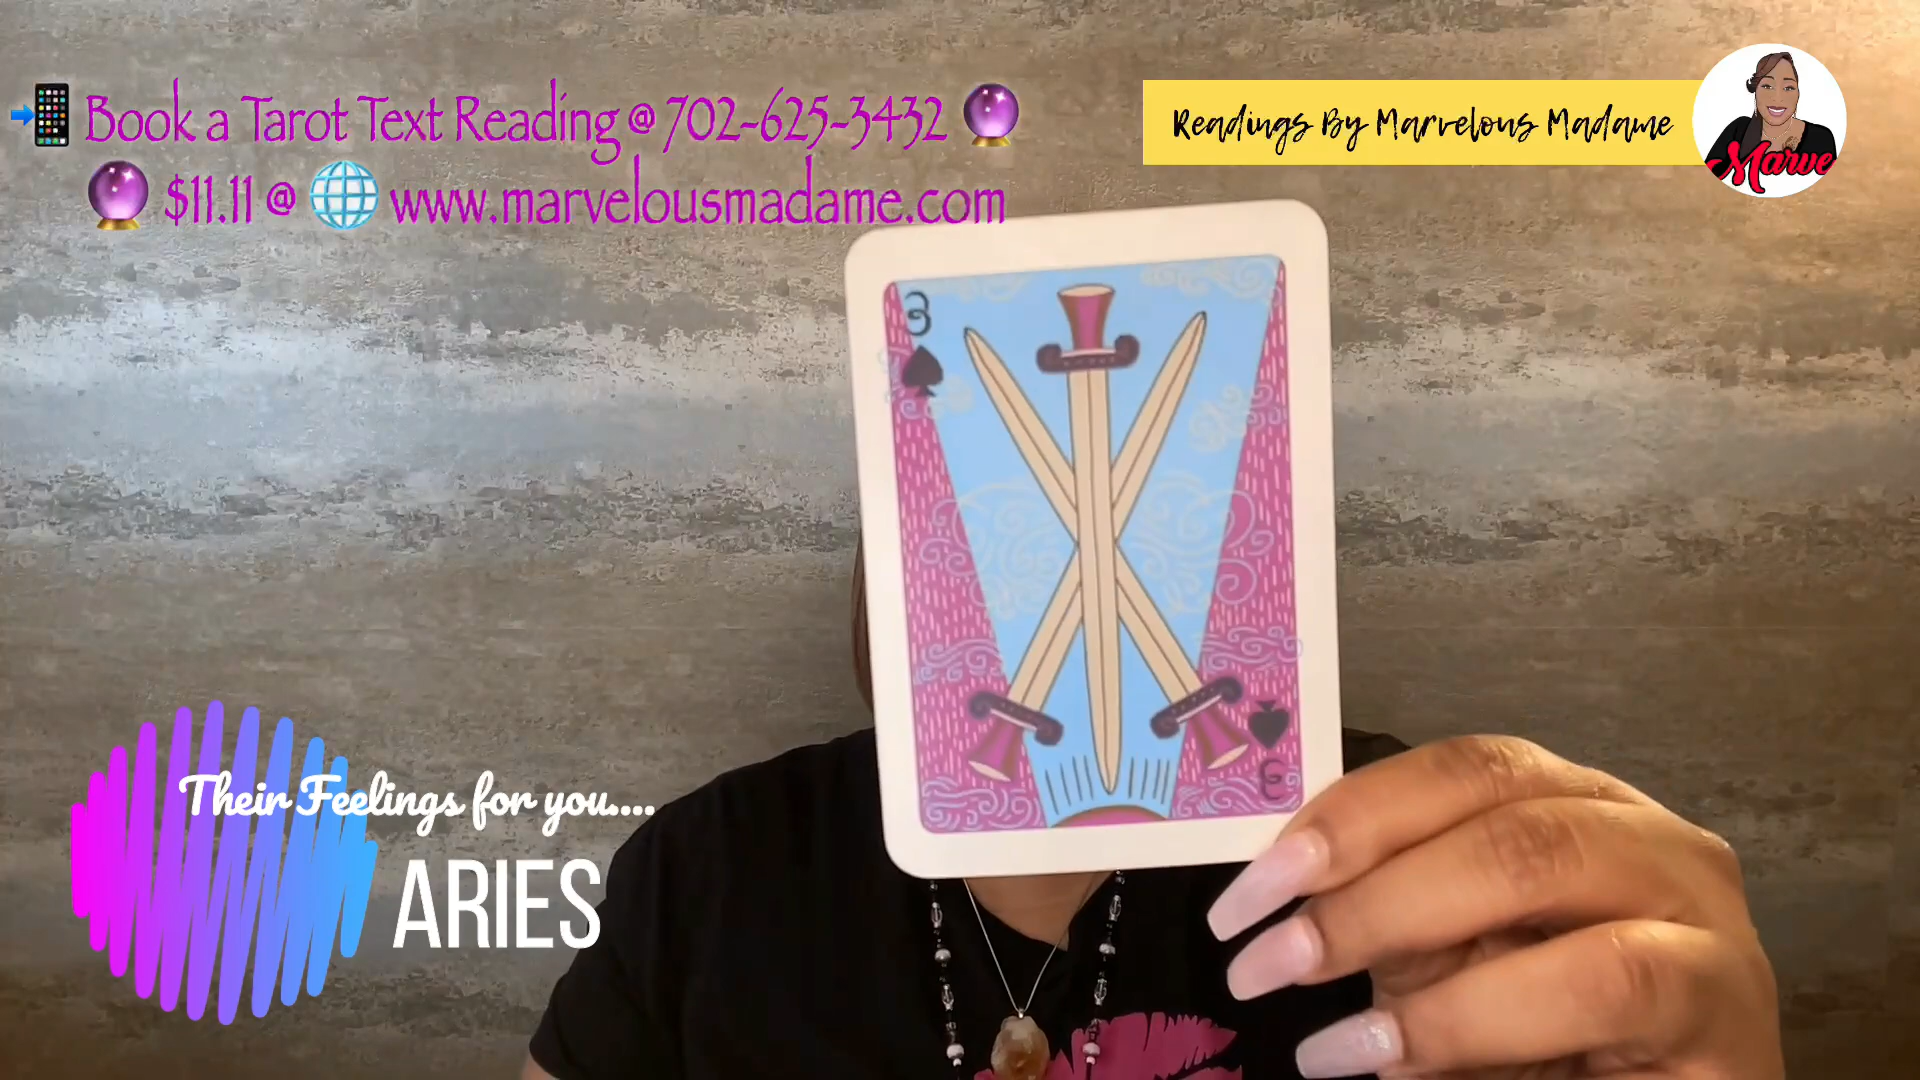 Book a Tarot Text Reading @ 702-625-3432
$11.11 @ www.marvelousmadame.com
Readings By Marvelous Madame
Marve
3
3
Their Feelings for you....
ARIES